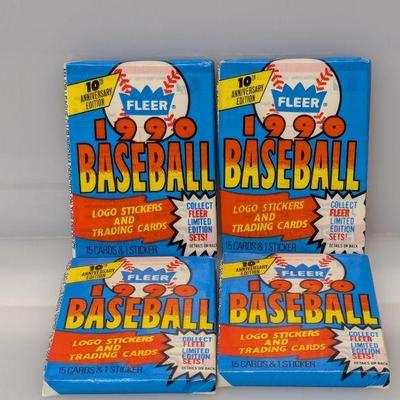 10th
ANNIVERSARY
EDITION
FLEER®
1990
BASEBALL
LOGO STICKERS
AND
TRADING CARDS
COLLECT
FLEER
LIMITED
EDITION
SETS!
DETAILS ON BACK
15 CARDS & 1 STICKER
10th
ANNIVERSARY
EDITION
FLEER®
1990
BASEBALL
LOGO STICKERS
AND
TRADING CARDS
COLLECT
FLEER
LIMITED
EDITION
SETS!
DETAILS ON BACK
15 CARDS & 1 STICKER
10th
ANNIVERSARY
EDITION
FLEER
1990
BASEBALL
LOGO STICKERS
AND
TRADING CARDS
COLLECT
FLEER
LIMITED
EDITION
SETS!
DETAILS ON BACK
15 CARDS & 1 STICKER
10th
ANNIVERSARY
EDITION
FLEER
1990
BASEBALL
LOGO STICKERS
AND
TRADING CARDS
COLLECT
FLEER
LIMITED
EDITION
SETS!
DETAILS ON BACK
15 CARDS & 1 STICKER